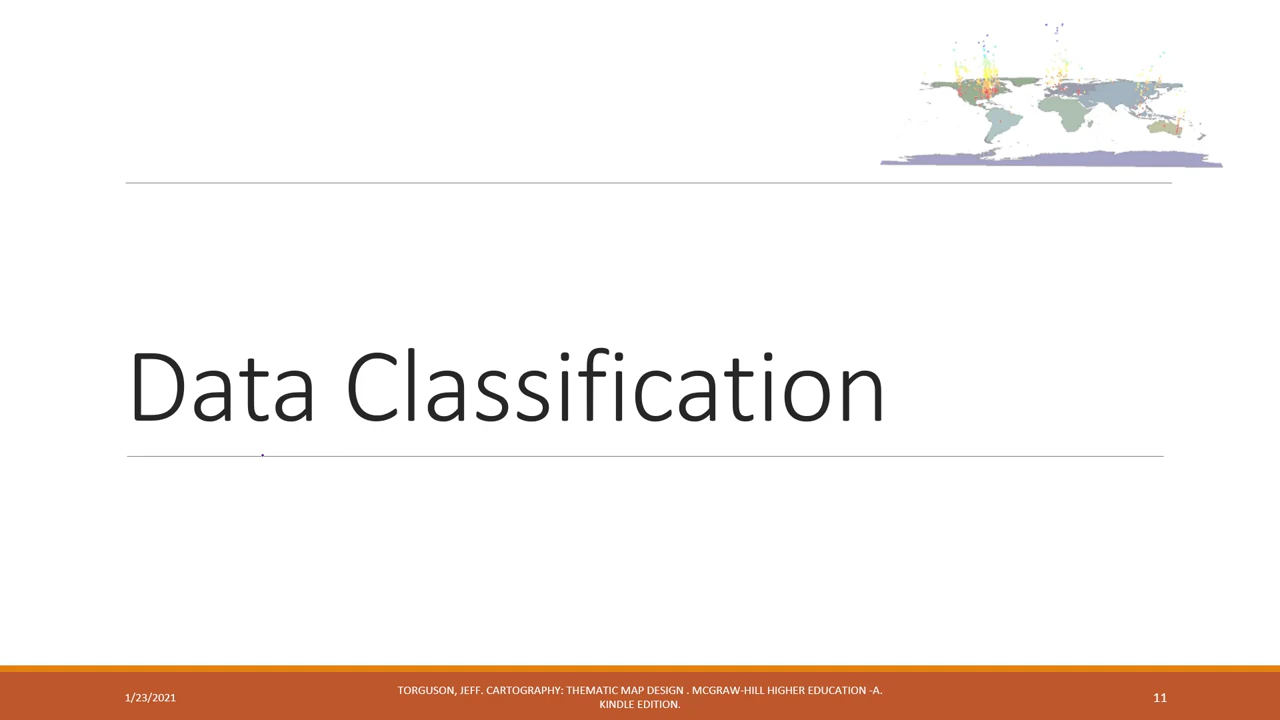 Data Classification
1/23/2021
TORGUSON, JEFF. CARTOGRAPHY: THEMATIC MAP DESIGN . MCGRAW-HILL HIGHER EDUCATION -A.
KINDLE EDITION.
11